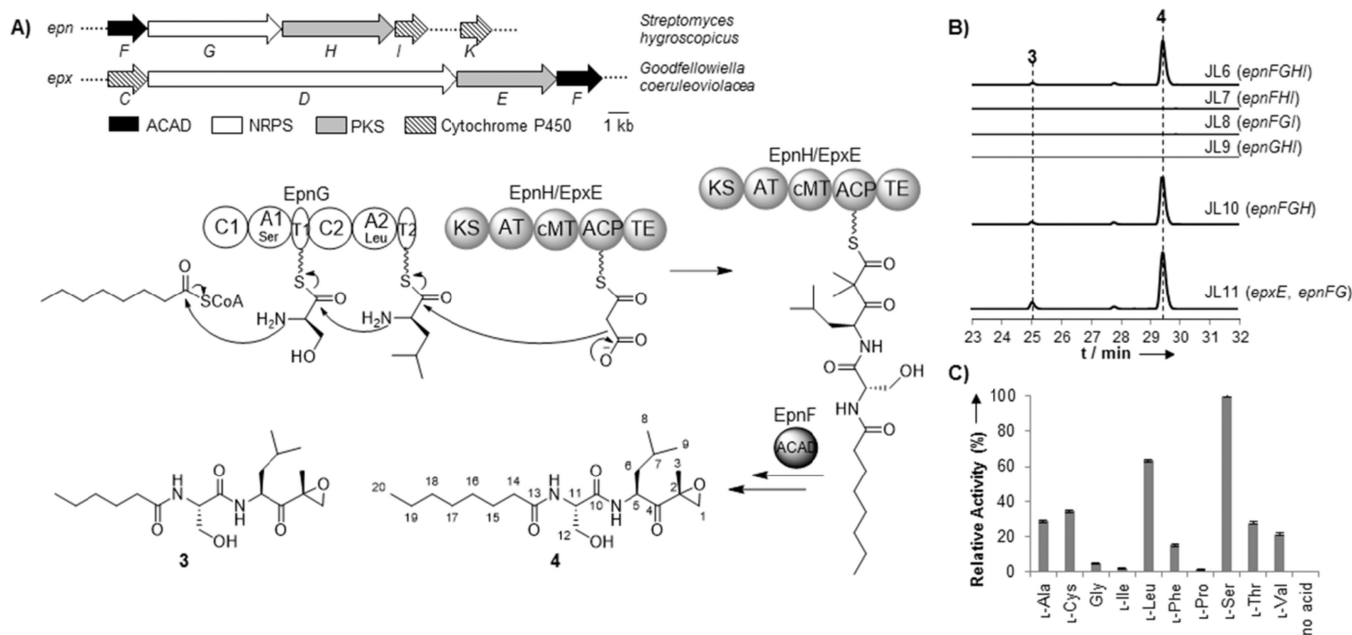 A)
epn
F
G
H
I
K
Streptomyces
hygroscopicus
epx
C
D
E
F
Goodfellowiella
coeruleoviolacea
ACAD
NRPS
PKS
Cytochrome P450
1 kb
EpnG
C1
A1
Ser
T1
C2
A2
Leu
T2
EpnH/EpxE
KS
AT
cMT
ACP
TE
EpnH/EpxE
KS
AT
cMT
ACP
TE
O
SCoA
S
O
H2N
HO
S
O
H2N
S
O
O
O-
S
O
O
NH
O
OH
NH
O
EpnF
ACAD
O
H
N
O
OH
N
H
O
O
3
20
19
18
17
16
15
14
13
O
H
N
11
12
OH
O
10
N
H
5
6
7
8
9
4
O
3
2
O
1
4
B)
3
4
JL6 (epnFGHI)
JL7 (epnFHI)
JL8 (epnFGI)
JL9 (epnGHI)
JL10 (epnFGH)
JL11 (epxE, epnFG)
23 24 25 26 27 28 29 30 31 32
t / min
C)
Relative Activity (%)
100
80
60
40
20
0
L-Ala
L-Cys
Gly
L-Ile
L-Leu
L-Phe
L-Pro
L-Ser
L-Thr
L-Val
no acid